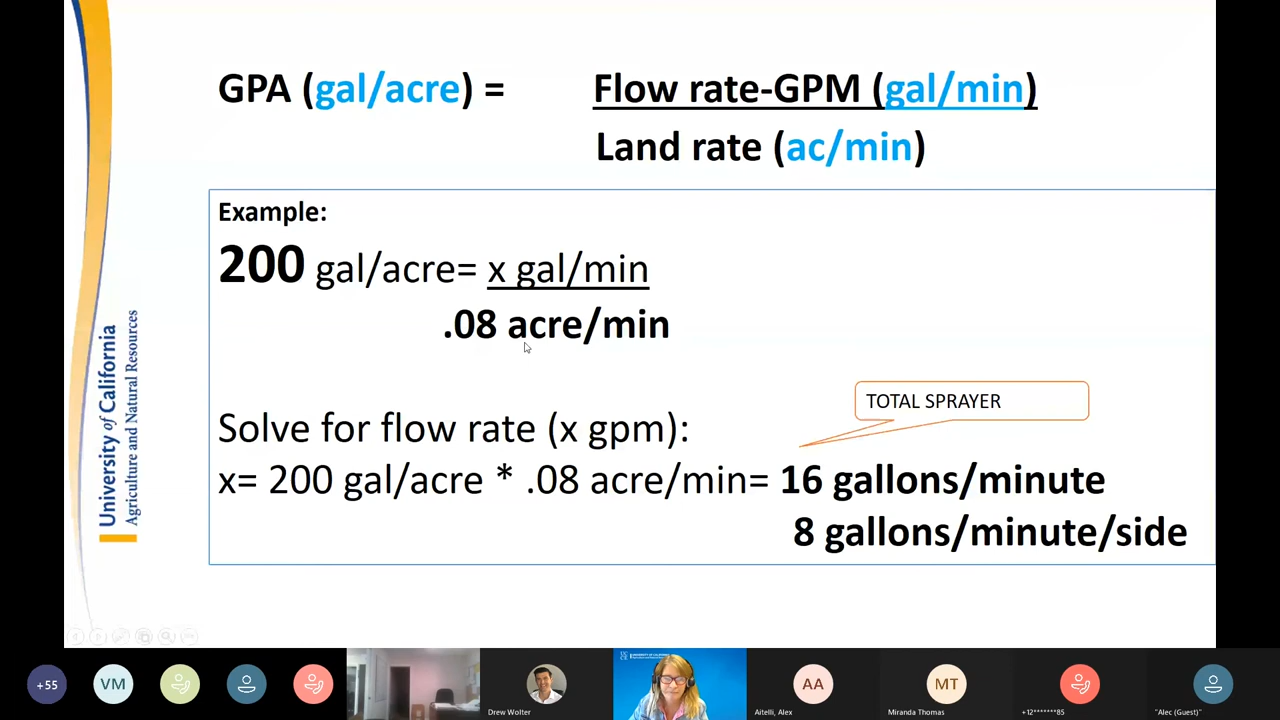 GPA (gal/acre) = Flow rate-GPM (gal/min)
Land rate (ac/min)
Example:
200 gal/acre= x gal/min
.08 acre/min
TOTAL SPRAYER
Solve for flow rate (x gpm):
x= 200 gal/acre * .08 acre/min= 16 gallons/minute
8 gallons/minute/side
University of California
Agriculture and Natural Resources
+55
VM
Drew Wolter
AA
Aitelli, Alex
MT
Miranda Thomas
+12*******85
"Alec (Guest)"